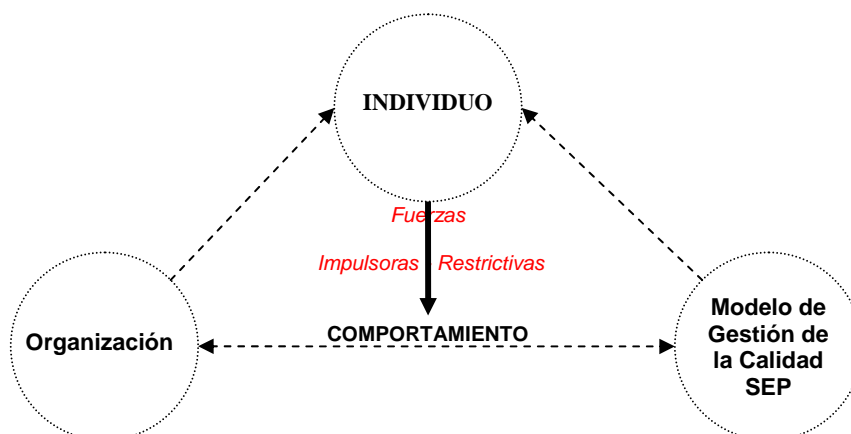 INDIVIDUO
Fuerzas
Impulsoras Restrictivas
COMPORTAMIENTO
Organización
Modelo de
Gestión de
la Calidad
SEP